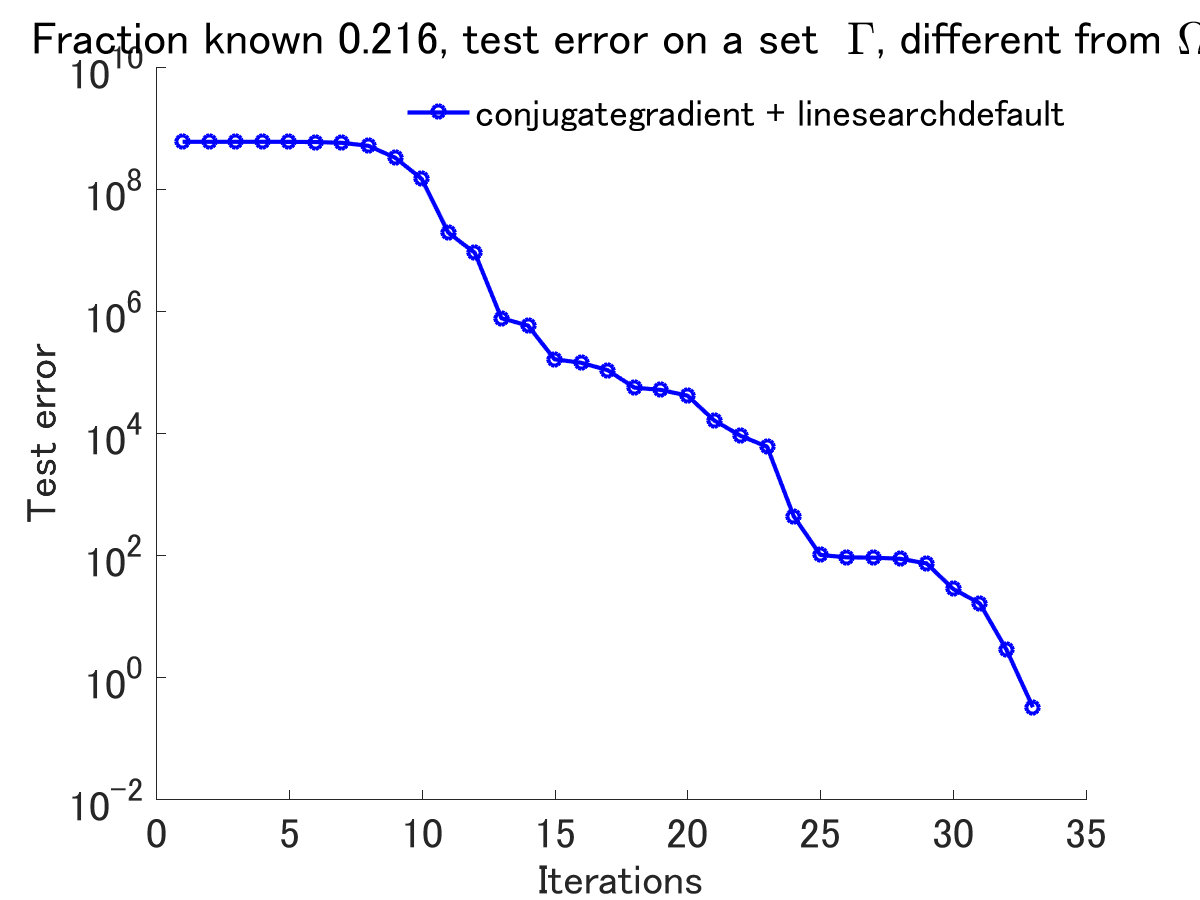 Fraction known 0.216, test error on a set Γ, different from Ω
10^10
conjugategradient + linesearchdefault
10^8
10^6
10^4
10^2
10^0
10^-2
Test error
0 5 10 15 20 25 30 35
Iterations